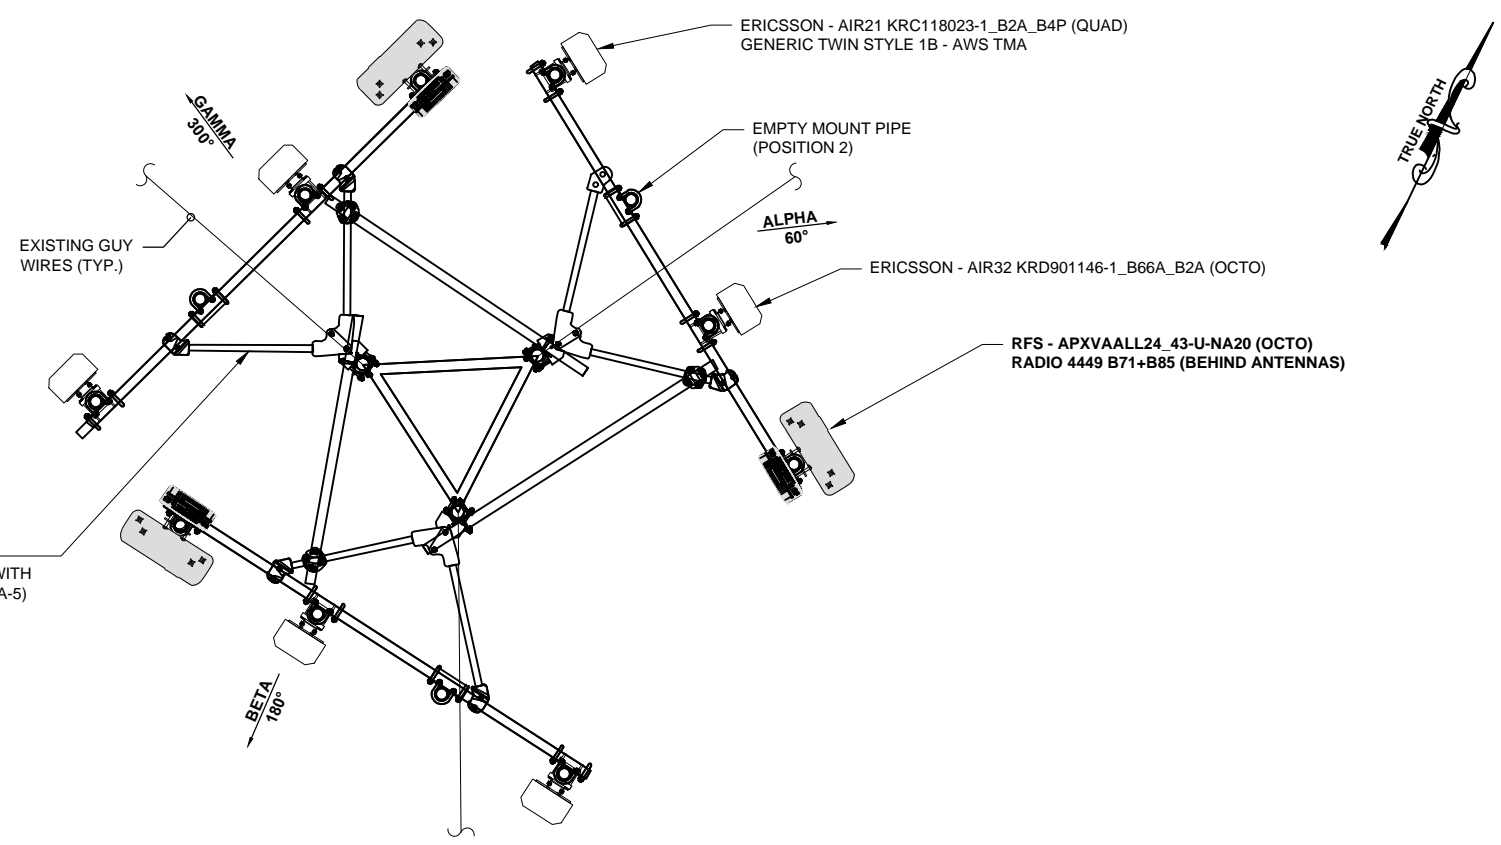 ERICSSON - AIR21 KRC118023-1_B2A_B4P (QUAD)
GENERIC TWIN STYLE 1B - AWS TMA
TRUE NORTH
GAMMA
300°
EMPTY MOUNT PIPE
(POSITION 2)
ALPHA
60°
EXISTING GUY
WIRES (TYP.)
ERICSSON - AIR32 KRD901146-1_B66A_B2A (OCTO)
RFS - APXVAALL24_43-U-NA20 (OCTO)
RADIO 4449 B71+B85 (BEHIND ANTENNAS)
WITH
A-5)
BETA
180°